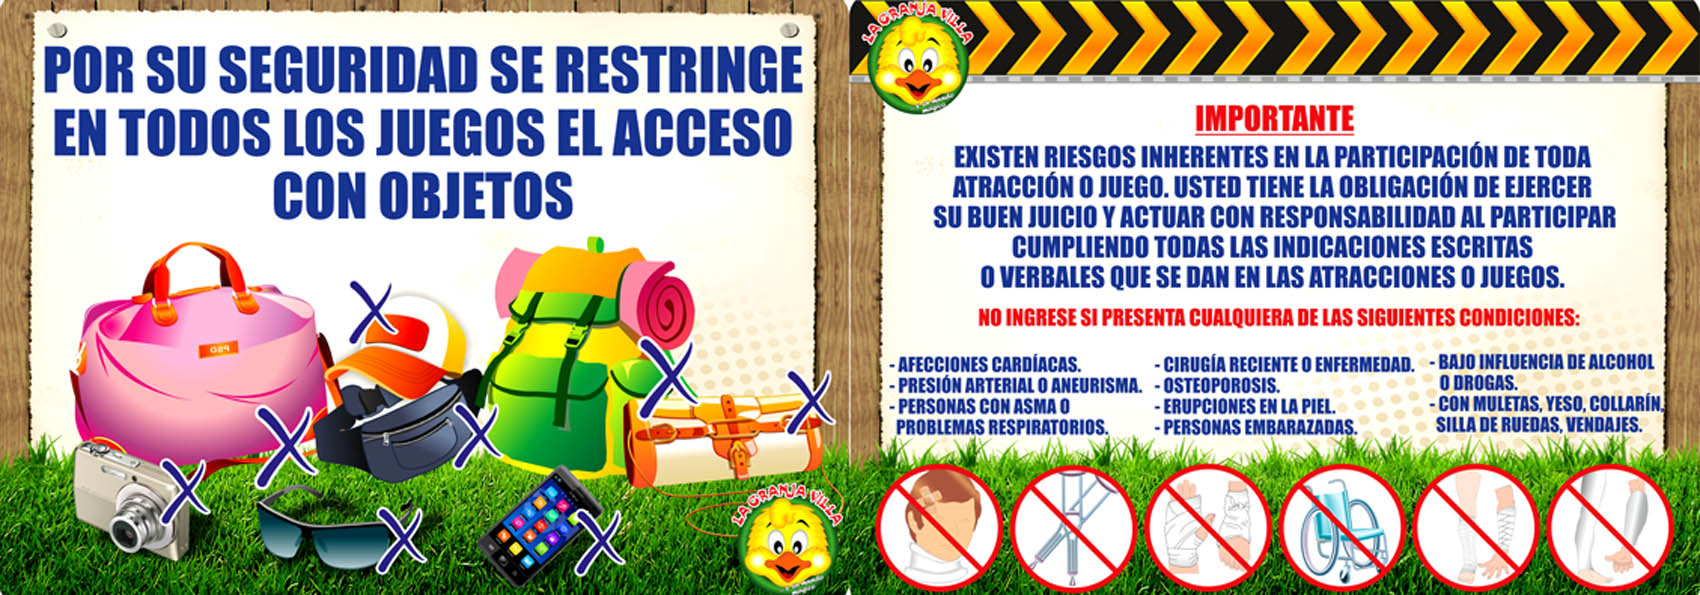 POR SU SEGURIDAD SE RESTRINGE
EN TODOS LOS JUEGOS EL ACCESO
CON OBJETOS
LA GRANJA VILLA
LA GRANJA VILLA
IMPORTANTE
EXISTEN RIESGOS INHERENTES EN LA PARTICIPACIÓN DE TODA
ATRACCIÓN O JUEGO. USTED TIENE LA OBLIGACIÓN DE EJERCER
SU BUEN JUICIO Y ACTUAR CON RESPONSABILIDAD AL PARTICIPAR
CUMPLIENDO TODAS LAS INDICACIONES ESCRITAS
O VERBALES QUE SE DAN EN LAS ATRACCIONES O JUEGOS.
NO INGRESE SI PRESENTA CUALQUIERA DE LAS SIGUIENTES CONDICIONES:
- AFECCIONES CARDÍACAS.
- PRESIÓN ARTERIAL O ANEURISMA.
- PERSONAS CON ASMA O
PROBLEMAS RESPIRATORIOS.
- CIRUGÍA RECIENTE O ENFERMEDAD.
- OSTEOPOROSIS.
- ERUPCIONES EN LA PIEL.
- PERSONAS EMBARAZADAS.
- BAJO INFLUENCIA DE ALCOHOL
O DROGAS.
- CON MULETAS, YESO, COLLARÍN,
SILLA DE RUEDAS, VENDAJES.